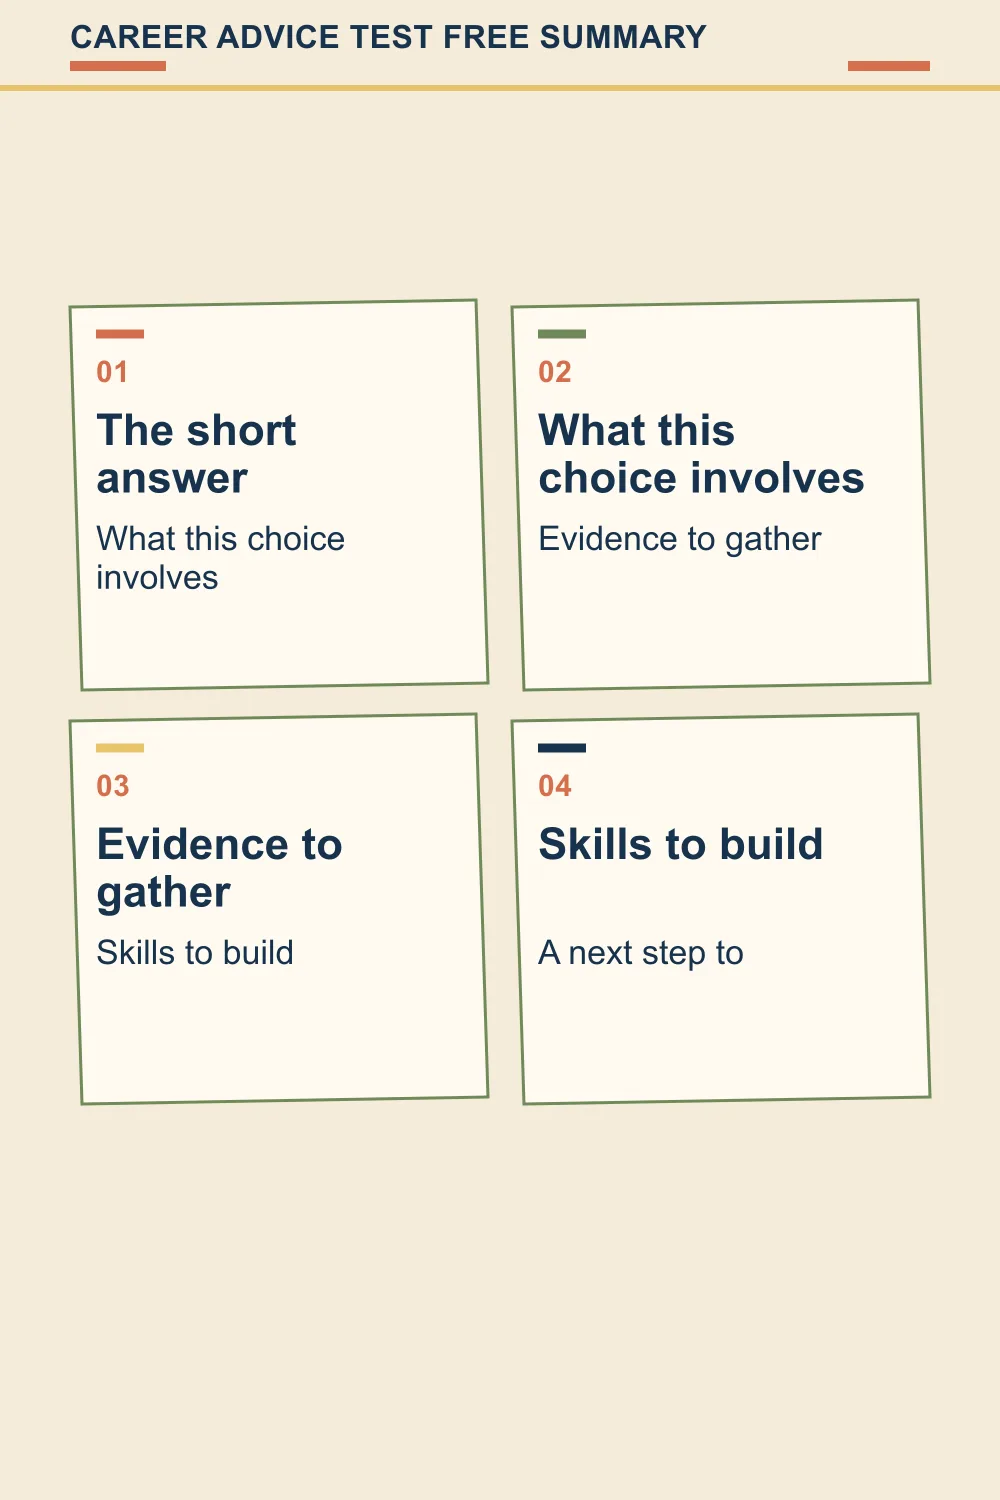 CAREER ADVICE TEST FREE SUMMARY
01
The short
answer
What this choice
involves
02
What this
choice involves
Evidence to gather
03
Evidence to
gather
Skills to build
04
Skills to build
A next step to